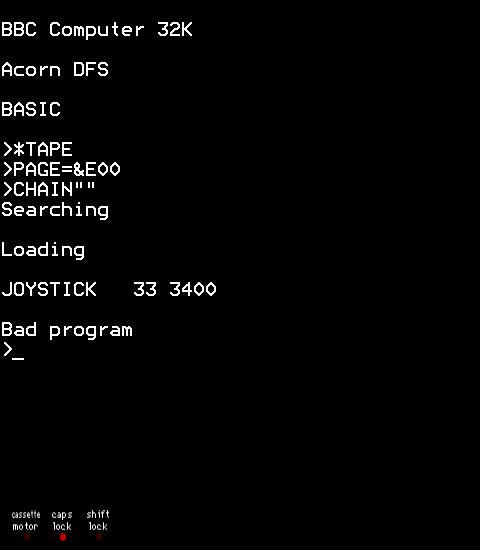 BBC Computer 32K
Acorn DFS
BASIC
>*TAPE
>PAGE=&E00
>CHAIN""
Searching
Loading
JOYSTICK   33 3400
Bad program
>_
cassette motor
caps lock
shift lock